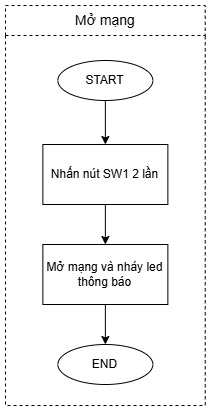 Mở mạng
START
Nhấn nút SW1 2 lần
Mở mạng và nháy led
thông báo
END